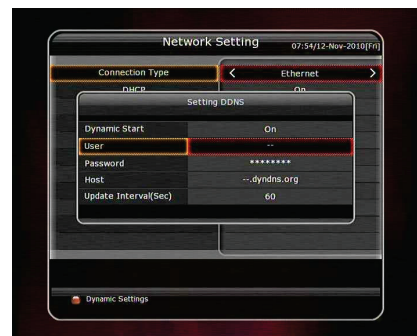 Network Setting
07:54/12-Nov-2010[Fri]
Connection Type
Ethernet
DHCP
On
Setting DDNS
Dynamic Start
On
User
--
Password
********
Host
--.dyndns.org
Update Interval(Sec)
60
Dynamic Settings